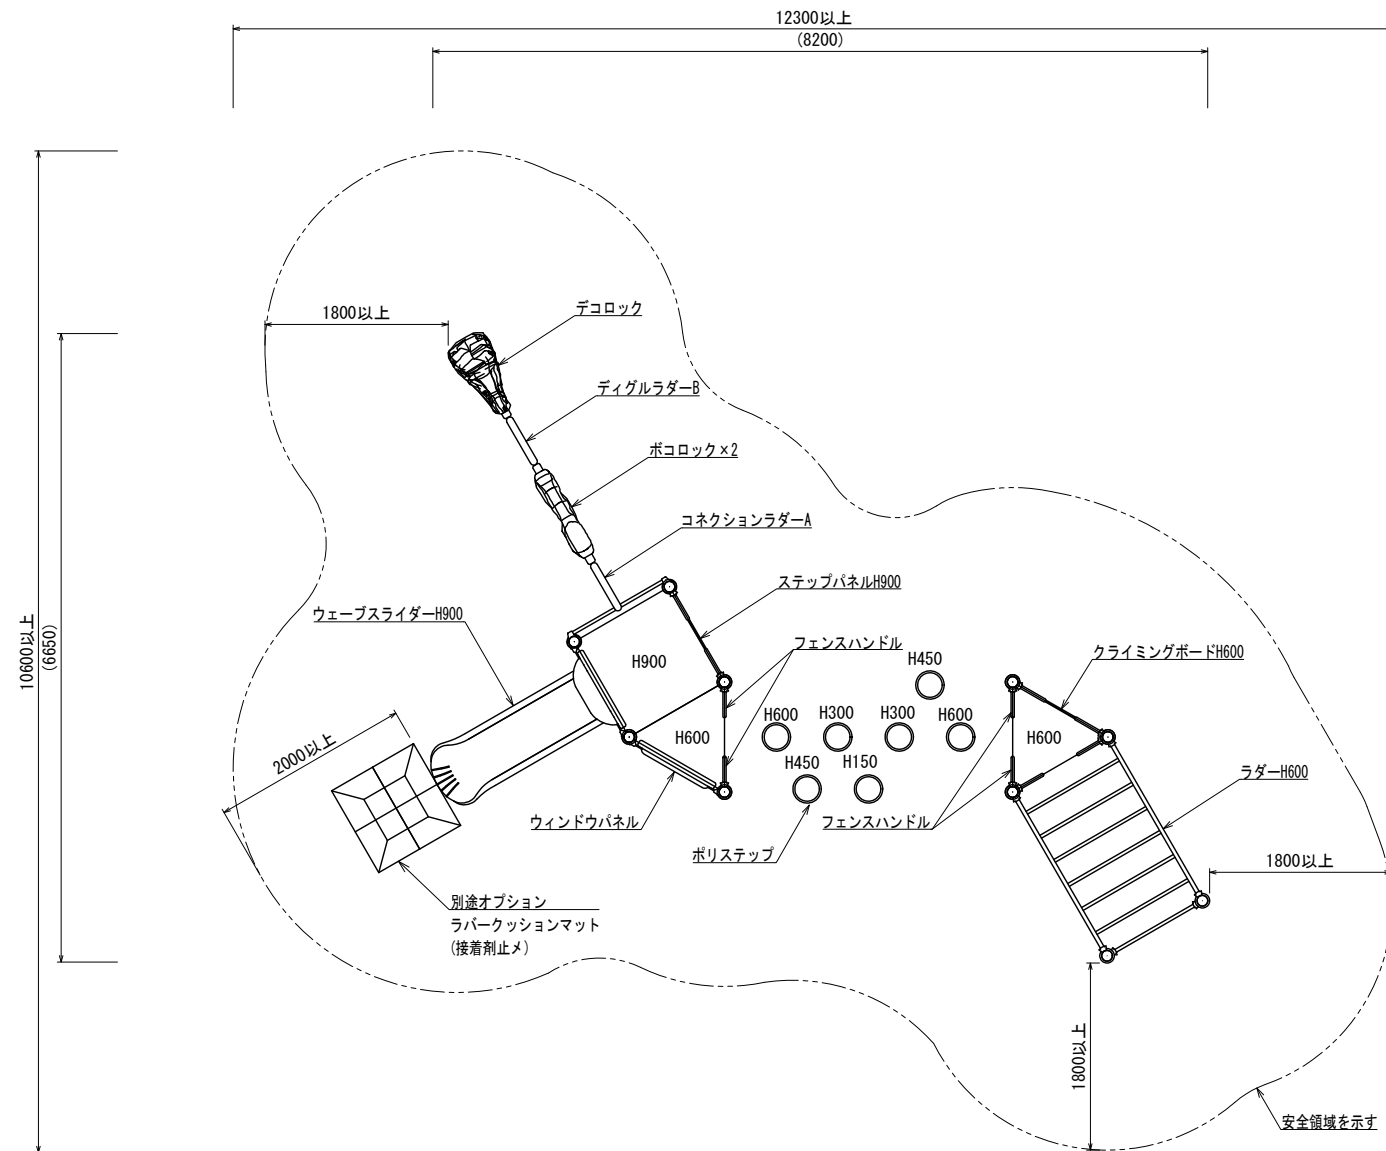 12300以上
(8200)
1800以上
デコロック
ディグルラダーB
ボコロック×2
コネクションラダーA
ステップパネルH900
ウェーブスライダーH900
フェンスハンドル
クライミングボードH600
10600以上
(6650)
H900
H450
H600
H600
H300
H300
H600
H600
H450
H150
2000以上
ラダーH600
ウィンドウパネル
フェンスハンドル
ポリステップ
1800以上
別途オプション
ラバークッションマット
(接着剤止メ)
1800以上
安全領域を示す